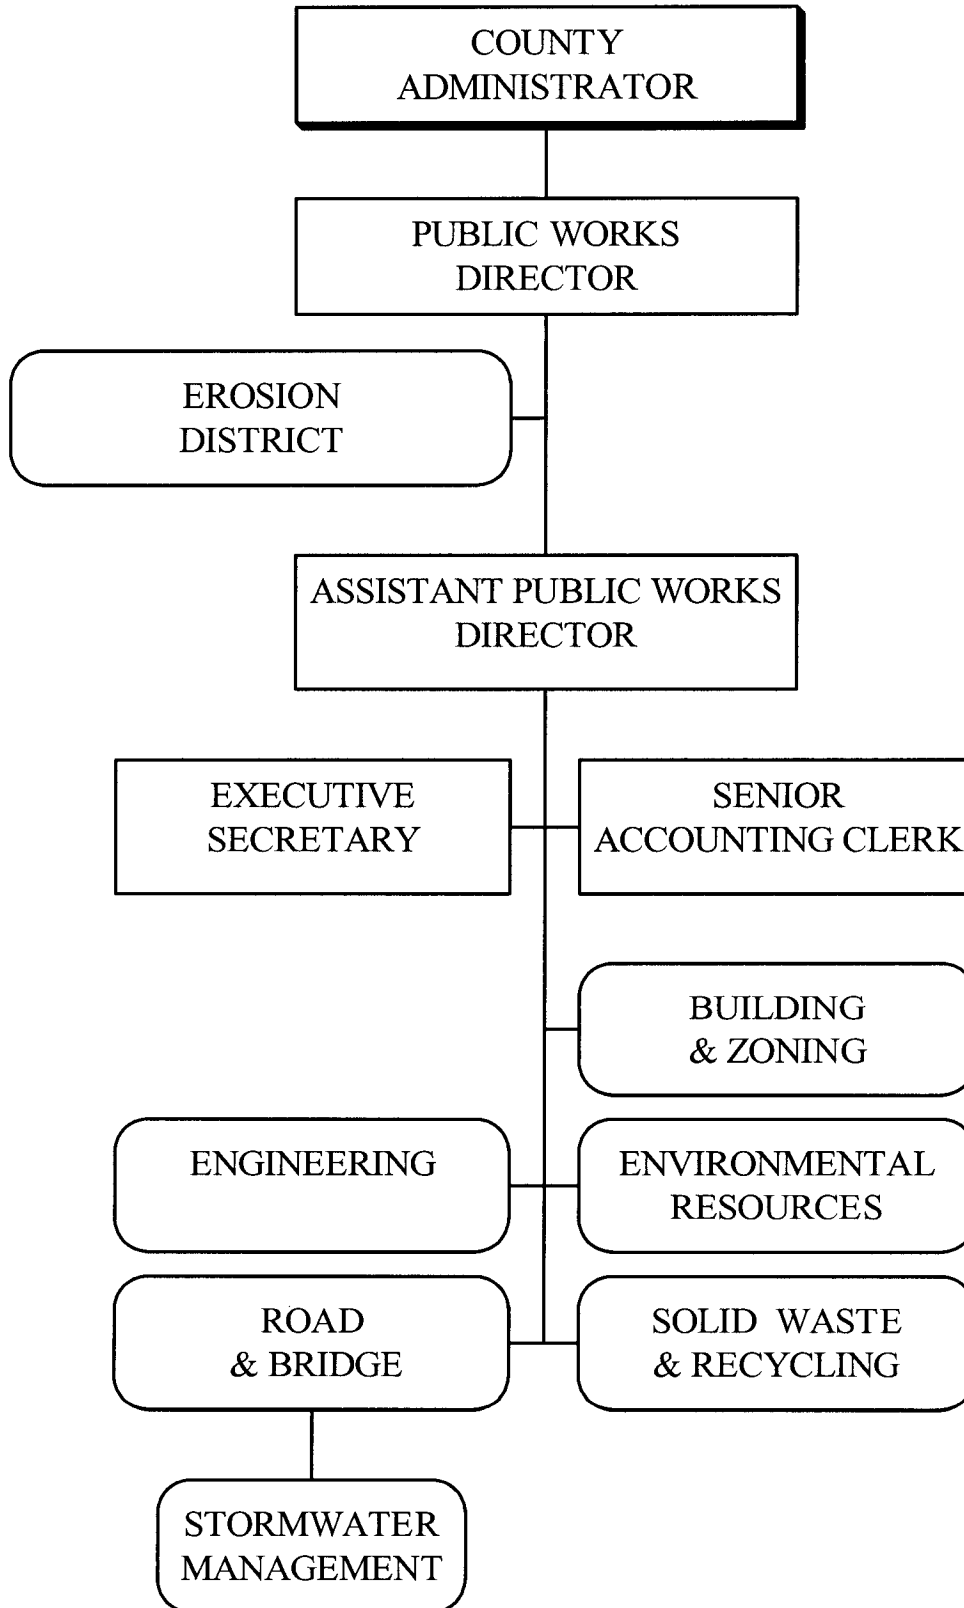 COUNTY
ADMINISTRATOR
PUBLIC WORKS
DIRECTOR
EROSION
DISTRICT
ASSISTANT PUBLIC WORKS
DIRECTOR
EXECUTIVE
SECRETARY
SENIOR
ACCOUNTING CLERK
BUILDING
& ZONING
ENGINEERING
ENVIRONMENTAL
RESOURCES
ROAD
& BRIDGE
SOLID WASTE
& RECYCLING
STORMWATER
MANAGEMENT